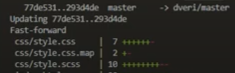 77de531..293d4de  master     -> dveri/master
Updating 77de531..293d4de
Fast-forward
css/style.css     |  7 ++++++-
css/style.css.map |  2 +-
css/style.scss    | 10 +++++++++-